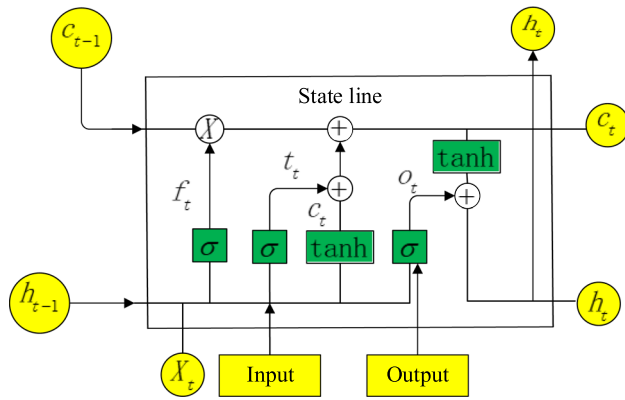 h_t
c_{t-1}
State line
X
+
c_t
tanh
t_t
o_t
f_t
+
+
c_t
σ
σ
tanh
σ
h_{t-1}
h_t
X_t
Input
Output